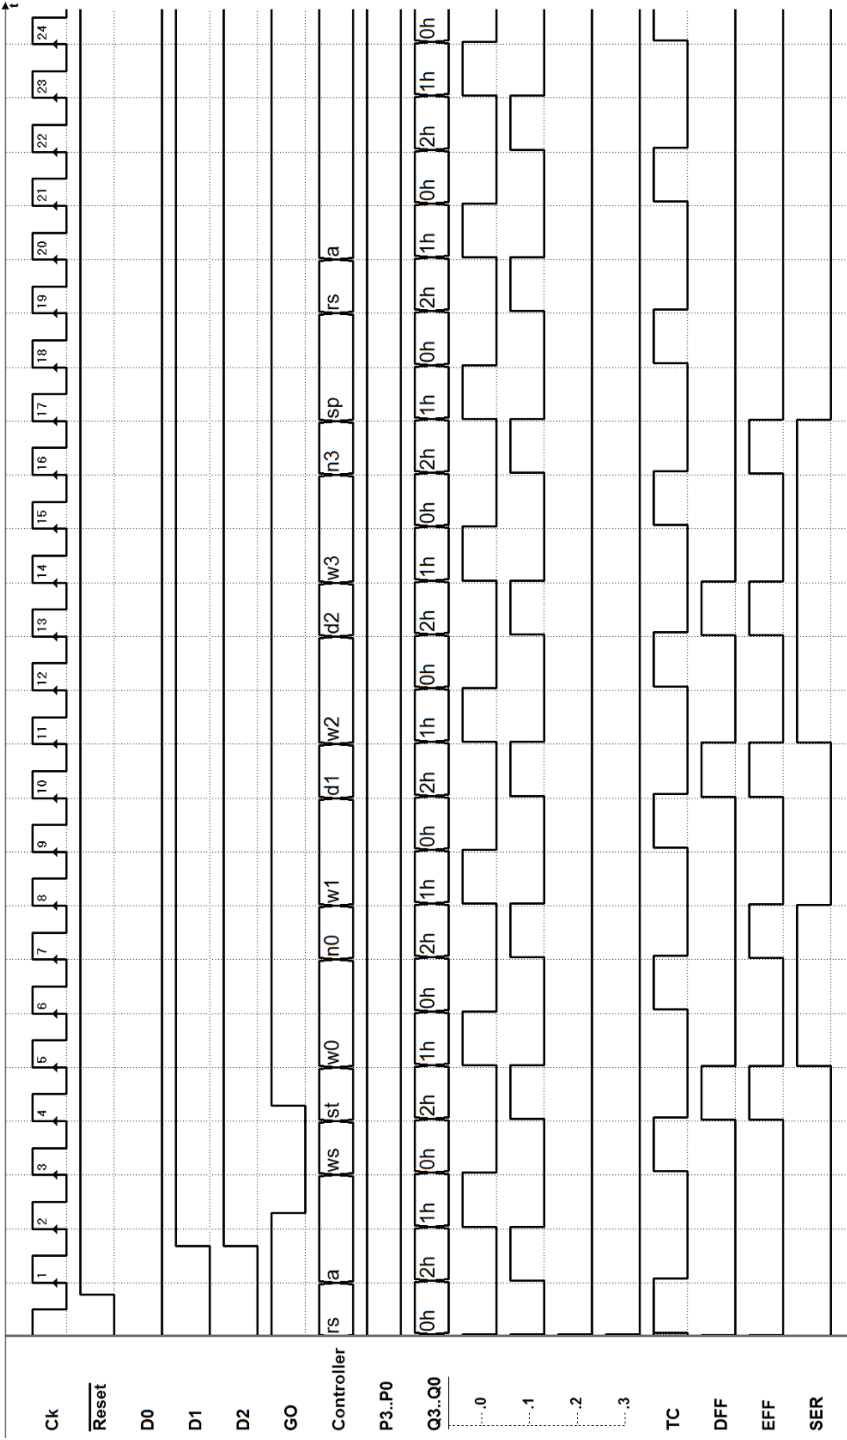 Ck 1 2 3 4 5 6 7 8 9 10 11 12 13 14 15 16 17 18 19 20 21 22 23 24 t
Reset
D0
D1
D2
GO
Controller rs a ws st w0 n0 w1 d1 w2 d2 w3 n3 sp rs a
P3..P0
Q3..Q0 0h 2h 1h 0h 2h 1h 0h 2h 1h 0h 2h 1h 0h 2h 1h 0h 2h 1h 0h 2h 1h 0h 2h 1h 0h
.0
.1
.2
.3
TC
DFF
EFF
SER